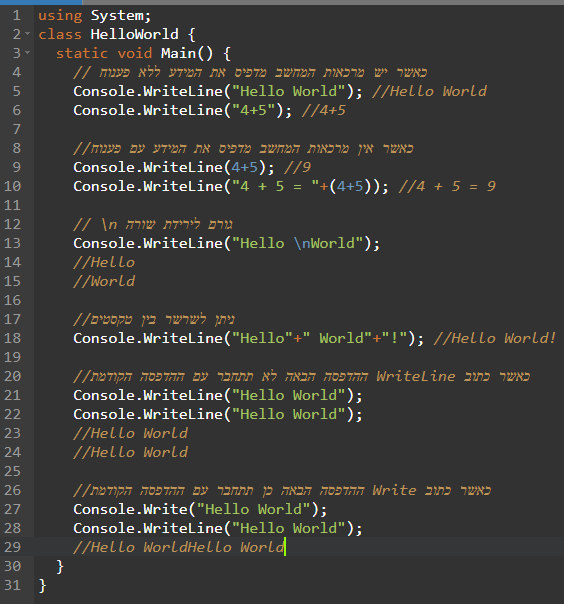 1 using System;
2 class HelloWorld {
3 static void Main() {
4 // כאשר יש מרכאות המחשב מדפיס את המידע ללא פענוח
5 Console.WriteLine("Hello World"); //Hello World
6 Console.WriteLine("4+5"); //4+5
7
8 //כאשר אין מרכאות המחשב מדפיס את המידע עם פענוח
9 Console.WriteLine(4+5); //9
10 Console.WriteLine("4 + 5 = "+(4+5)); //4 + 5 = 9
11
12 // \n גורם לירידת שורה
13 Console.WriteLine("Hello \nWorld");
14 //Hello
15 //World
16
17 //ניתן לשרשר בין טקסטים
18 Console.WriteLine("Hello"+" World"+"!"); //Hello World!
19
20 //כאשר כתוב WriteLine ההדפסה הבאה לא תתחבר עם ההדפסה הקודמת
21 Console.WriteLine("Hello World");
22 Console.WriteLine("Hello World");
23 //Hello World
24 //Hello World
25
26 //כאשר כתוב Write ההדפסה הבאה כן תתחבר עם ההדפסה הקודמת
27 Console.Write("Hello World");
28 Console.WriteLine("Hello World");
29 //Hello WorldHello World
30 }
31 }